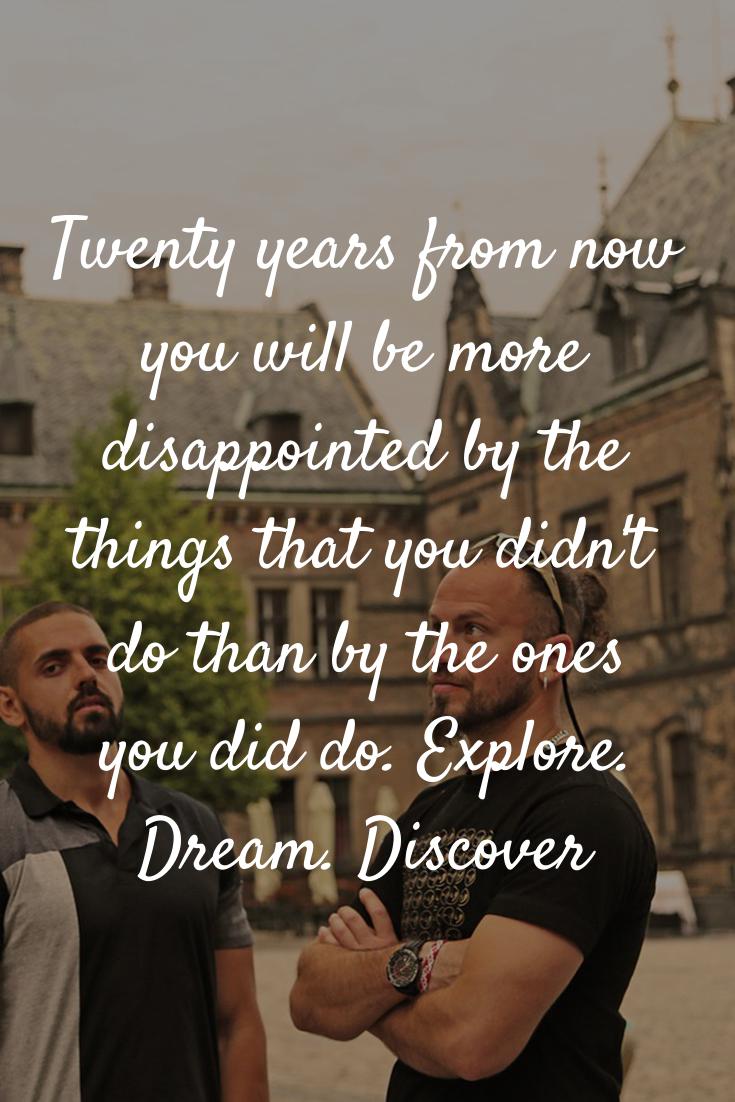 Twenty years from now
you will be more
disappointed by the
things that you didn't
do than by the ones
you did do. Explore.
Dream. Discover